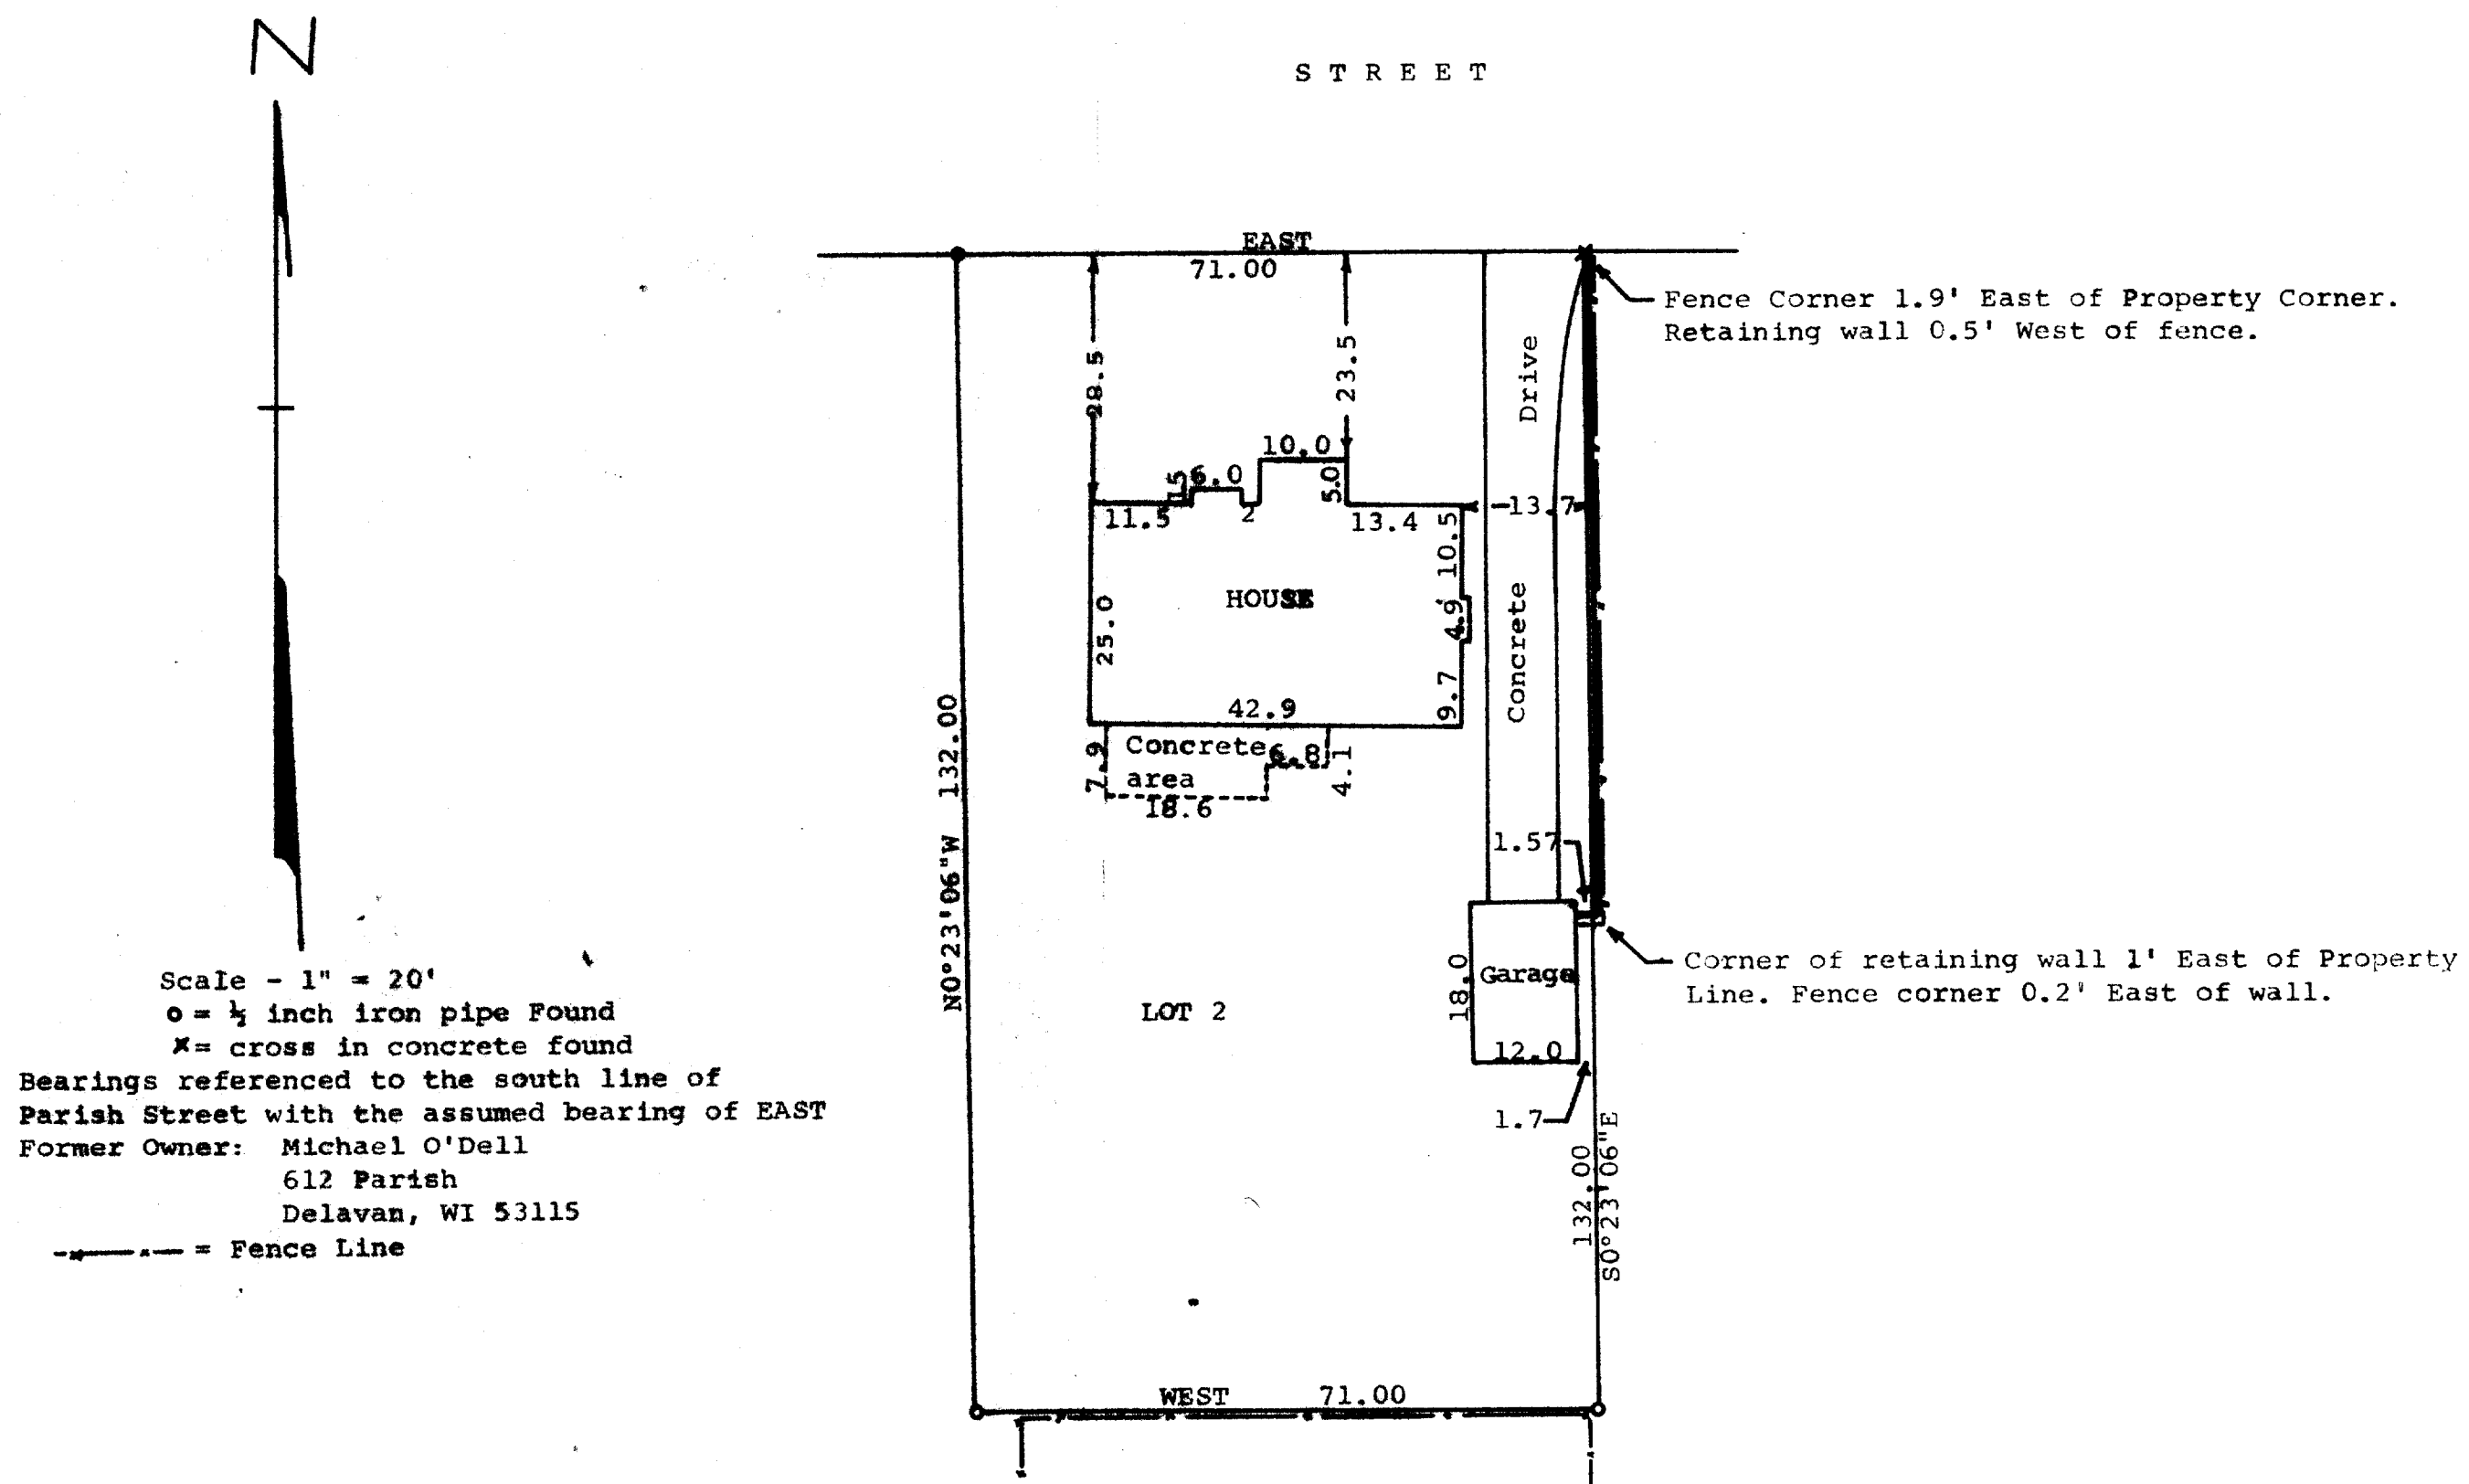 N
S T R E E T
EAST
71.00
Fence Corner 1.9' East of Property Corner.
Retaining wall 0.5' West of fence.
28.5
23.5
Drive
10.0
6.0
15
5.0
11.5
2
13.4
13.7
10.5
HOUSE
4.9
25.0
Concrete
9.7
42.9
N0°23'06"W 132.00
Concrete
area
6.8
7.9
4.1
18.6
1.57
Corner of retaining wall 1' East of Property
Line. Fence corner 0.2' East of wall.
18.0
Garage
LOT 2
12.0
1.7
132.00
S0°23'06"E
Scale - 1" = 20'
o = ½ inch iron pipe Found
x= cross in concrete found
Bearings referenced to the south line of
Parish Street with the assumed bearing of EAST
Former Owner: Michael O'Dell
612 Parish
Delavan, WI 53115
= Fence Line
WEST 71.00